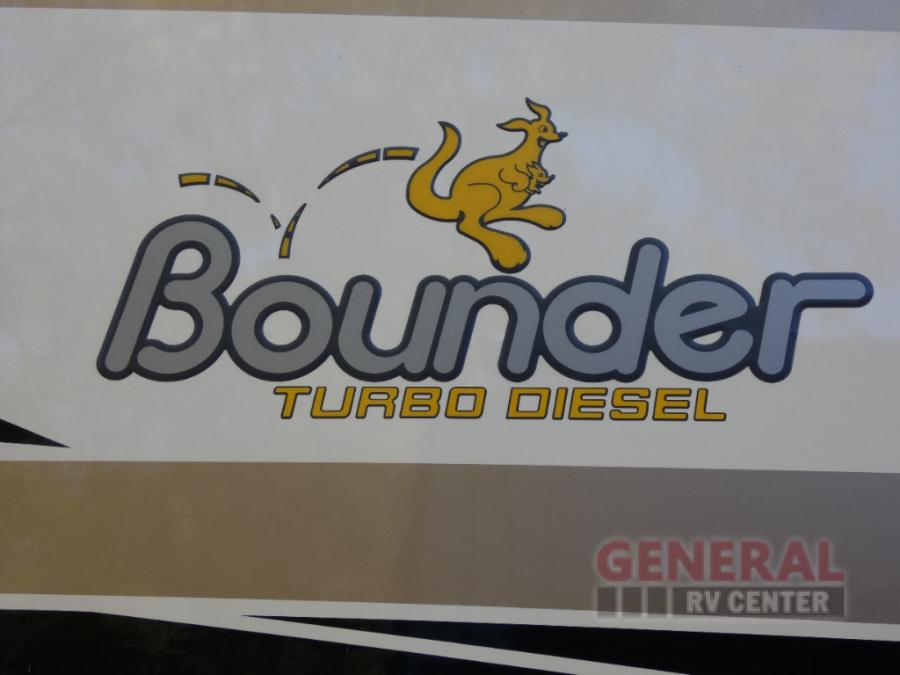 Bounder
TURBO DIESEL
GENERAL
RV CENTER